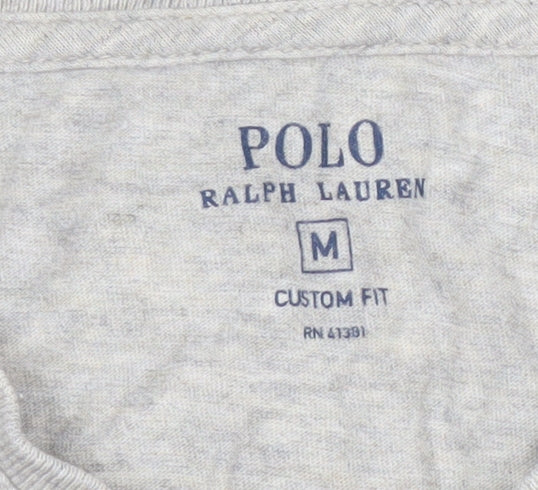 POLO
RALPH LAUREN
M
CUSTOM FIT
RN 41381